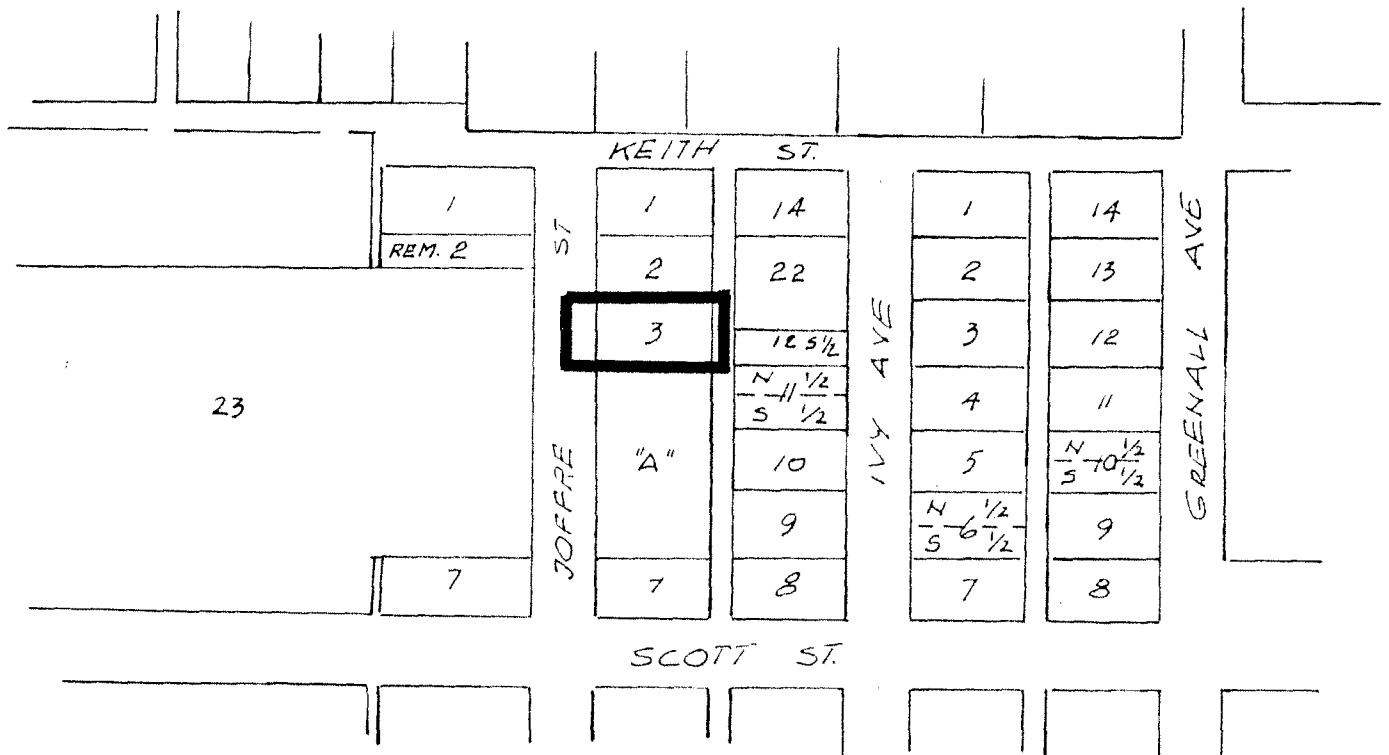 KEITH ST.
1
REM. 2
23
7
JOFFRE ST
1
2
3
"A"
7
14
22
12 S ½
N ½
11
S ½
10
9
8
IVY AVE
1
2
3
4
5
N ½
6
S ½
7
14
13
12
11
N ½
10
S ½
9
8
GREENALL AVE
SCOTT ST.